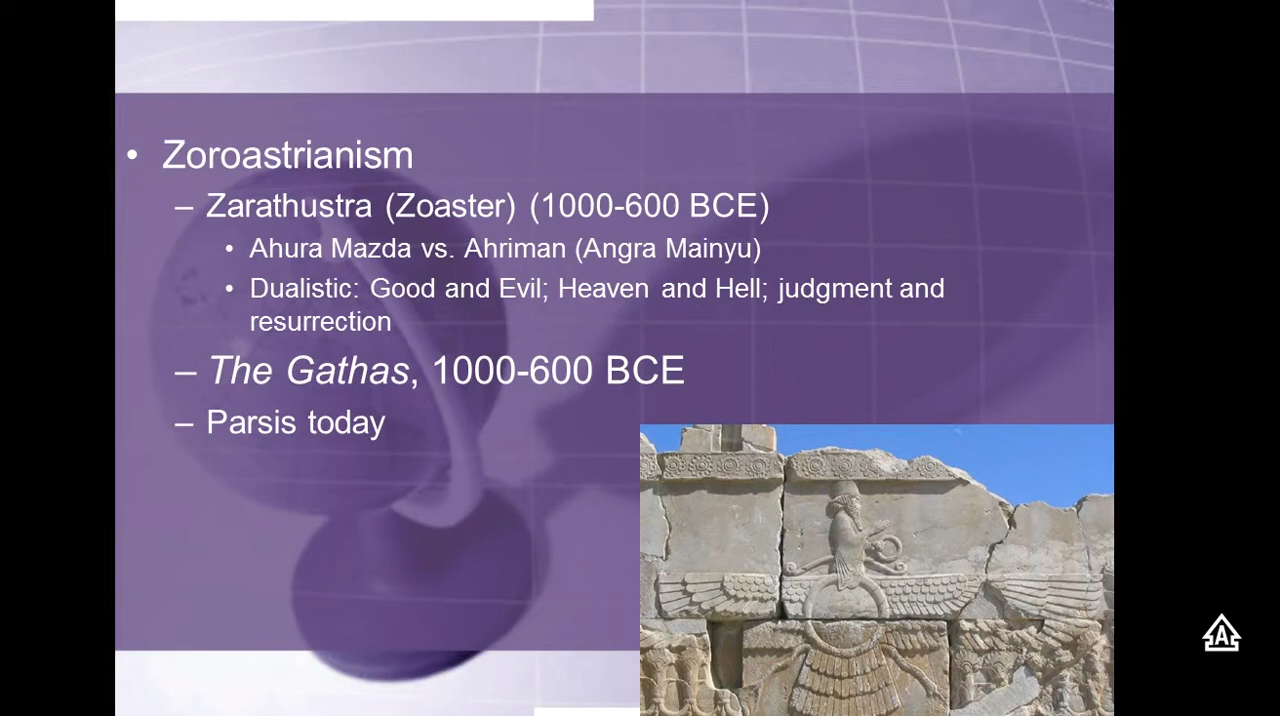 • Zoroastrianism
– Zarathustra (Zoaster) (1000-600 BCE)
• Ahura Mazda vs. Ahriman (Angra Mainyu)
• Dualistic: Good and Evil; Heaven and Hell; judgment and
resurrection
– The Gathas, 1000-600 BCE
– Parsis today
A